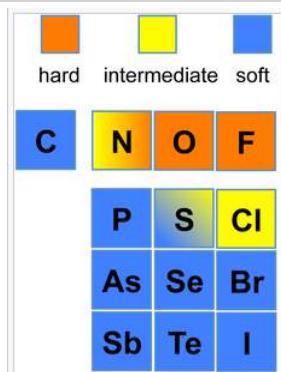 hard intermediate soft
C N O F
P S Cl
As Se Br
Sb Te I